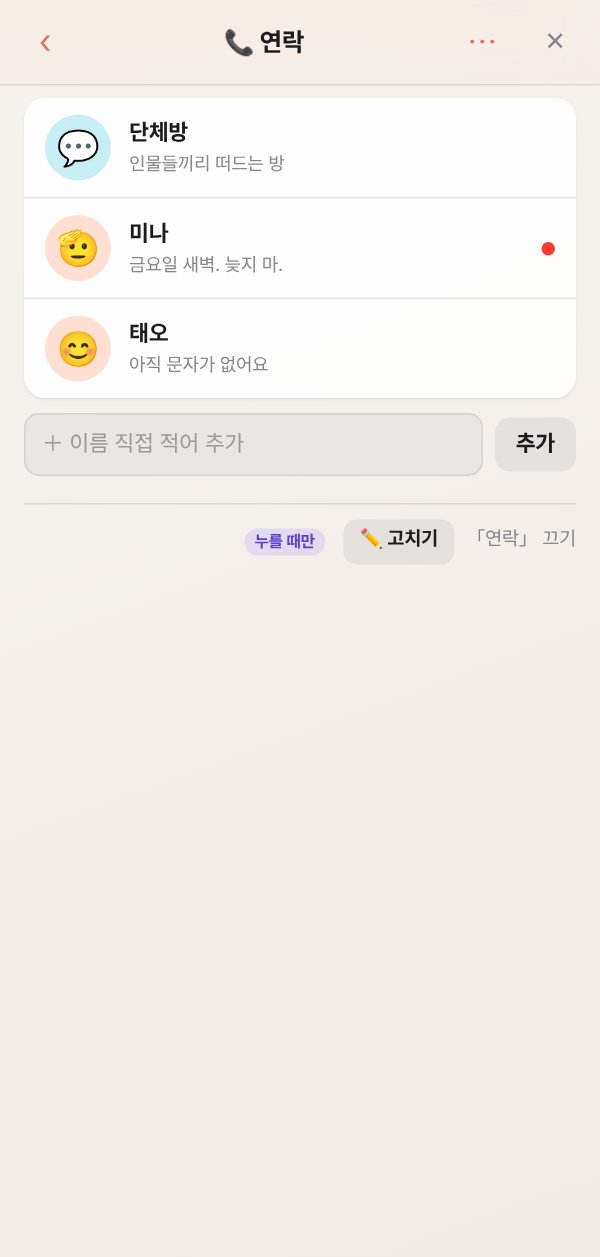 연락
단체방
인물들끼리 떠드는 방
미나
금요일 새벽. 늦지 마.
태오
아직 문자가 없어요
+ 이름 직접 적어 추가
추가
누를 때만
고치기
「연락」 끄기